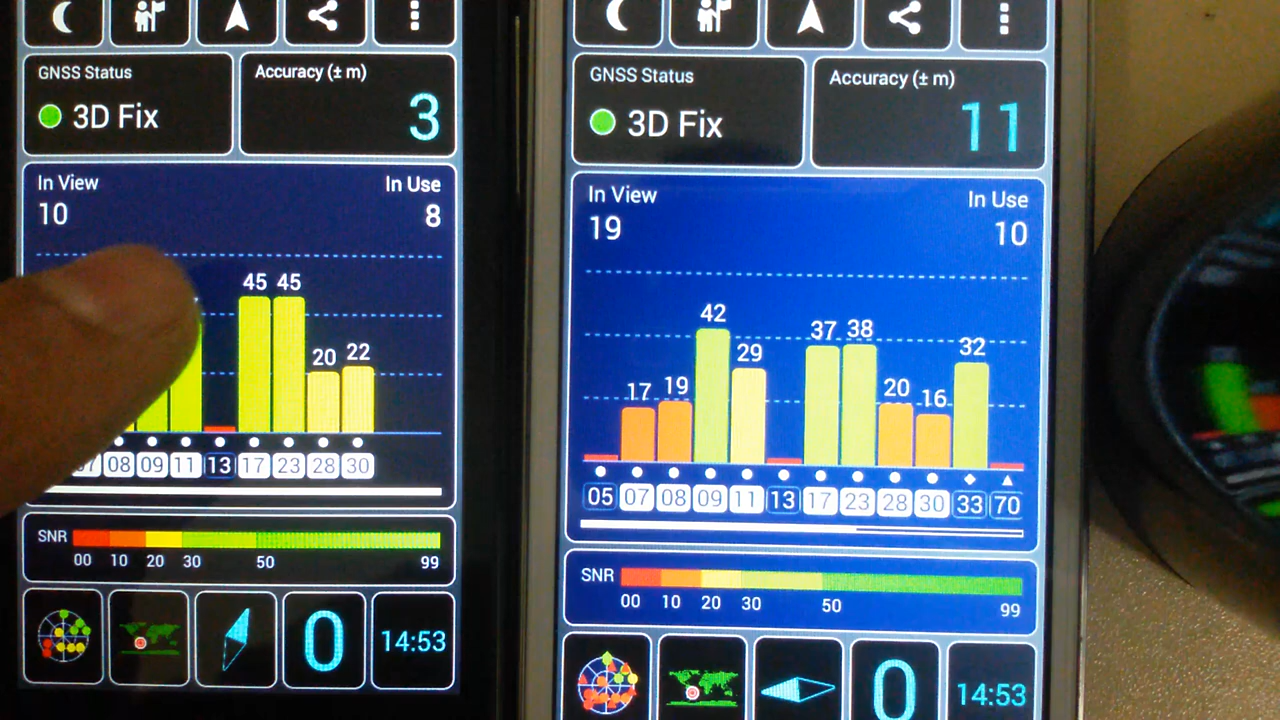 GNSS Status
3D Fix
Accuracy (± m)
3
In View
10
In Use
8
45 45 20 22
08 09 11 13 17 23 28 30
SNR
00 10 20 30 50 99
0
14:53
GNSS Status
3D Fix
Accuracy (± m)
11
In View
19
In Use
10
17 19 42 29 37 38 20 16 32
05 07 08 09 11 13 17 23 28 30 33 70
SNR
00 10 20 30 50 99
0
14:53